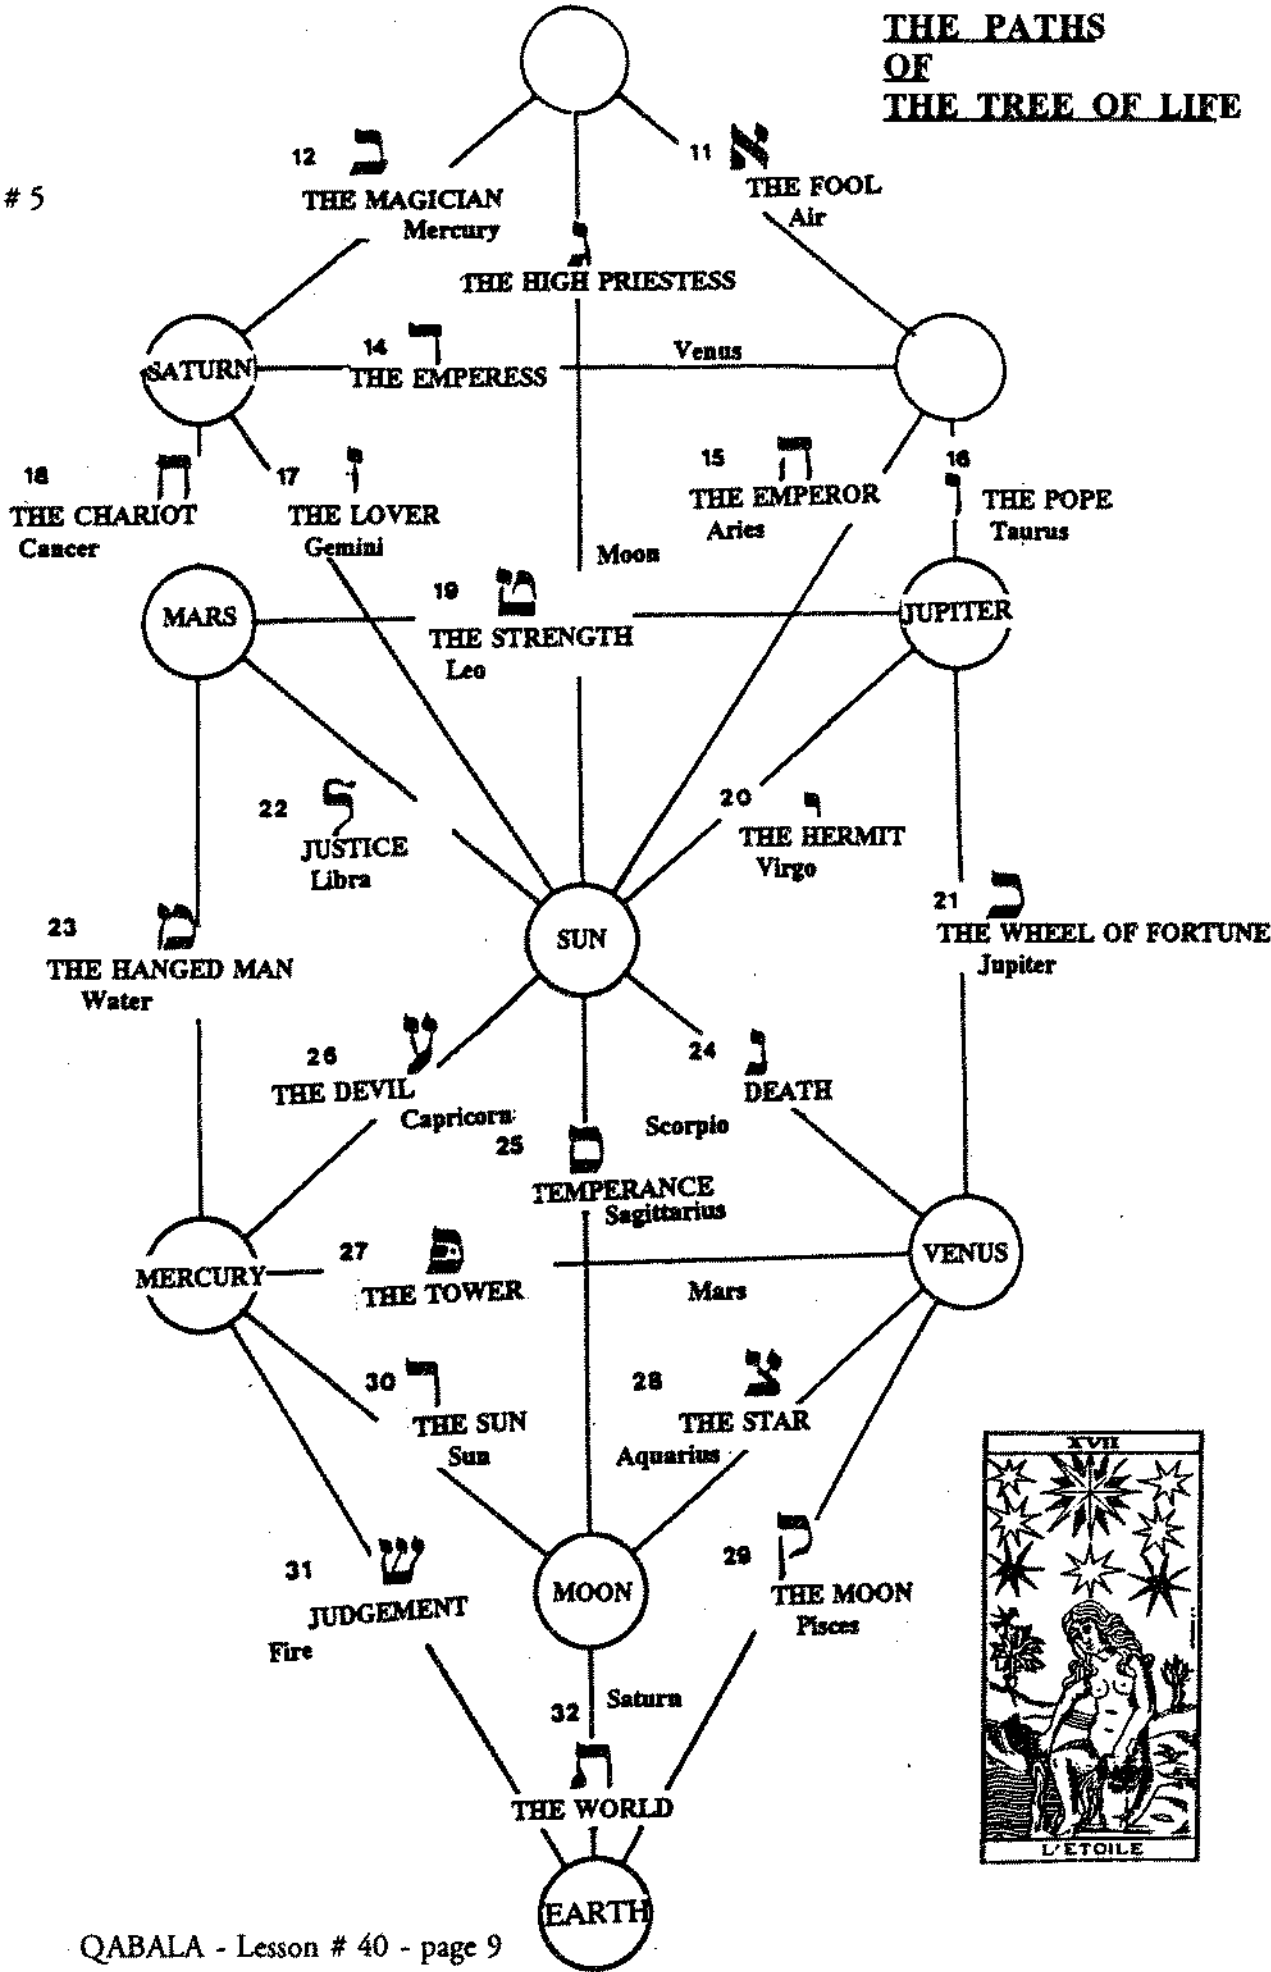 THE PATHS
OF
THE TREE OF LIFE
# 5
12 ב
THE MAGICIAN
Mercury
11 א
THE FOOL
Air
ג
THE HIGH PRIESTESS
Moon
SATURN
14 ד
THE EMPERESS
Venus
18 ח
THE CHARIOT
Cancer
17 ז
THE LOVER
Gemini
15 ה
THE EMPEROR
Aries
16
ו
THE POPE
Taurus
MARS
19 ט
THE STRENGTH
Leo
JUPITER
22 ל
JUSTICE
Libra
20 י
THE HERMIT
Virgo
23 מ
THE HANGED MAN
Water
SUN
21 כ
THE WHEEL OF FORTUNE
Jupiter
26 ע
THE DEVIL
Capricorn
24 נ
DEATH
Scorpio
25 ס
TEMPERANCE
Sagittarius
MERCURY
27 פ
THE TOWER
Mars
VENUS
30 ר
THE SUN
Sun
28 צ
THE STAR
Aquarius
31 ש
JUDGEMENT
Fire
MOON
29 ק
THE MOON
Pisces
32 Saturn
ת
THE WORLD
EARTH
XVII
L'ETOILE
QABALA - Lesson # 40 - page 9